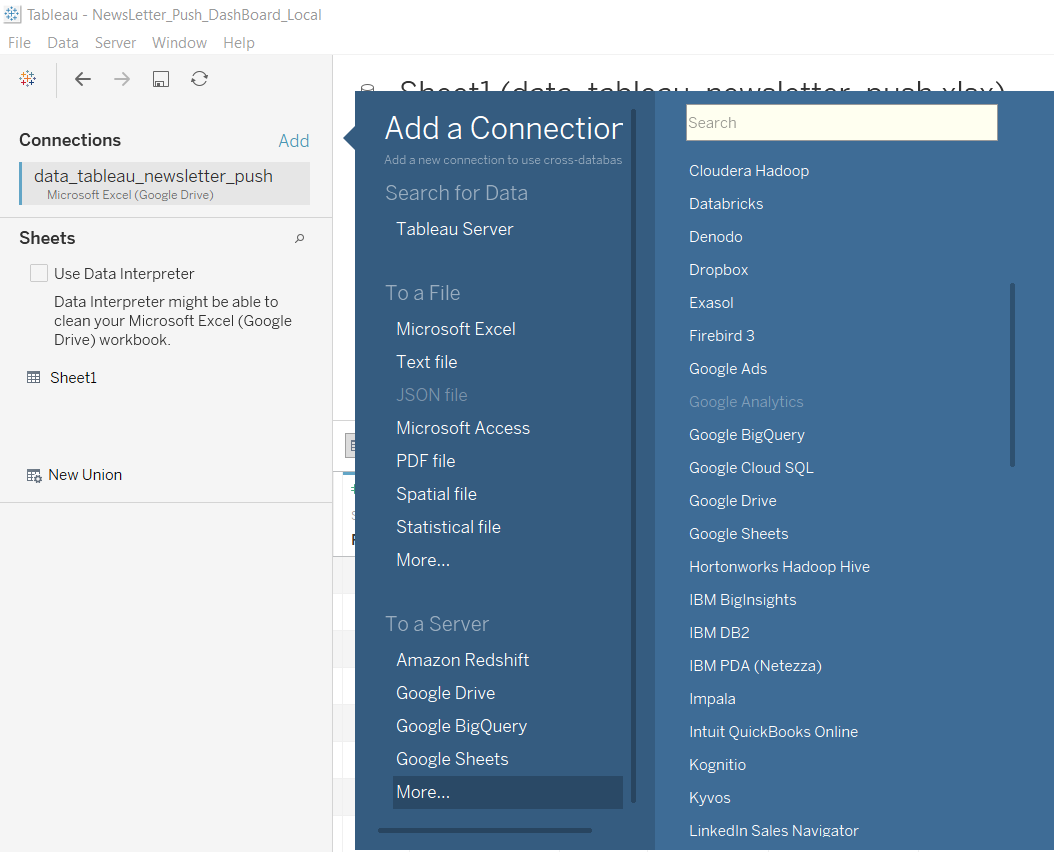 Tableau - NewsLetter_Push_DashBoard_Local
File Data Server Window Help
Connections Add
data_tableau_newsletter_push
Microsoft Excel (Google Drive)
Sheets
Use Data Interpreter
Data Interpreter might be able to
clean your Microsoft Excel (Google
Drive) workbook.
Sheet1
New Union
Sheet1 (data_tableau_newsletter_push.xlsx)
Add a Connection
Add a new connection to use cross-databas
Search for Data
Tableau Server
To a File
Microsoft Excel
Text file
JSON file
Microsoft Access
PDF file
Spatial file
Statistical file
More...
To a Server
Amazon Redshift
Google Drive
Google BigQuery
Google Sheets
More...
Search
Cloudera Hadoop
Databricks
Denodo
Dropbox
Exasol
Firebird 3
Google Ads
Google Analytics
Google BigQuery
Google Cloud SQL
Google Drive
Google Sheets
Hortonworks Hadoop Hive
IBM BigInsights
IBM DB2
IBM PDA (Netezza)
Impala
Intuit QuickBooks Online
Kognitio
Kyvos
LinkedIn Sales Navigator